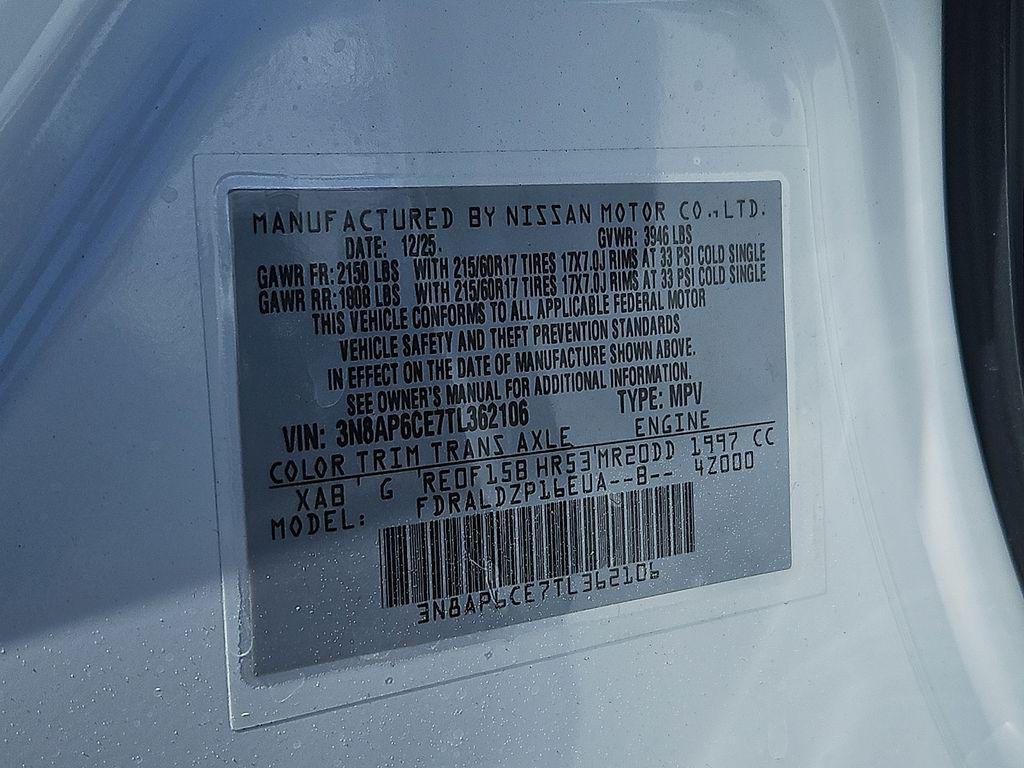 MANUFACTURED BY NISSAN MOTOR CO.,LTD.
DATE: 12/25. GVWR: 3946 LBS
GAWR FR: 2150 LBS WITH 215/60R17 TIRES 17X7.0J RIMS AT 33 PSI COLD SINGLE
GAWR RR: 1808 LBS WITH 215/60R17 TIRES 17X7.0J RIMS AT 33 PSI COLD SINGLE
THIS VEHICLE CONFORMS TO ALL APPLICABLE FEDERAL MOTOR
VEHICLE SAFETY AND THEFT PREVENTION STANDARDS
IN EFFECT ON THE DATE OF MANUFACTURE SHOWN ABOVE.
SEE OWNER'S MANUAL FOR ADDITIONAL INFORMATION.
VIN: 3N8AP6CE7TL362106 TYPE: MPV
COLOR TRIM TRANS AXLE ENGINE
XAB G RE0F15B HR53 MR20DD 1997 CC
MODEL: FDRALDZP16EUA--B-- 4Z000
3N8AP6CE7TL362106